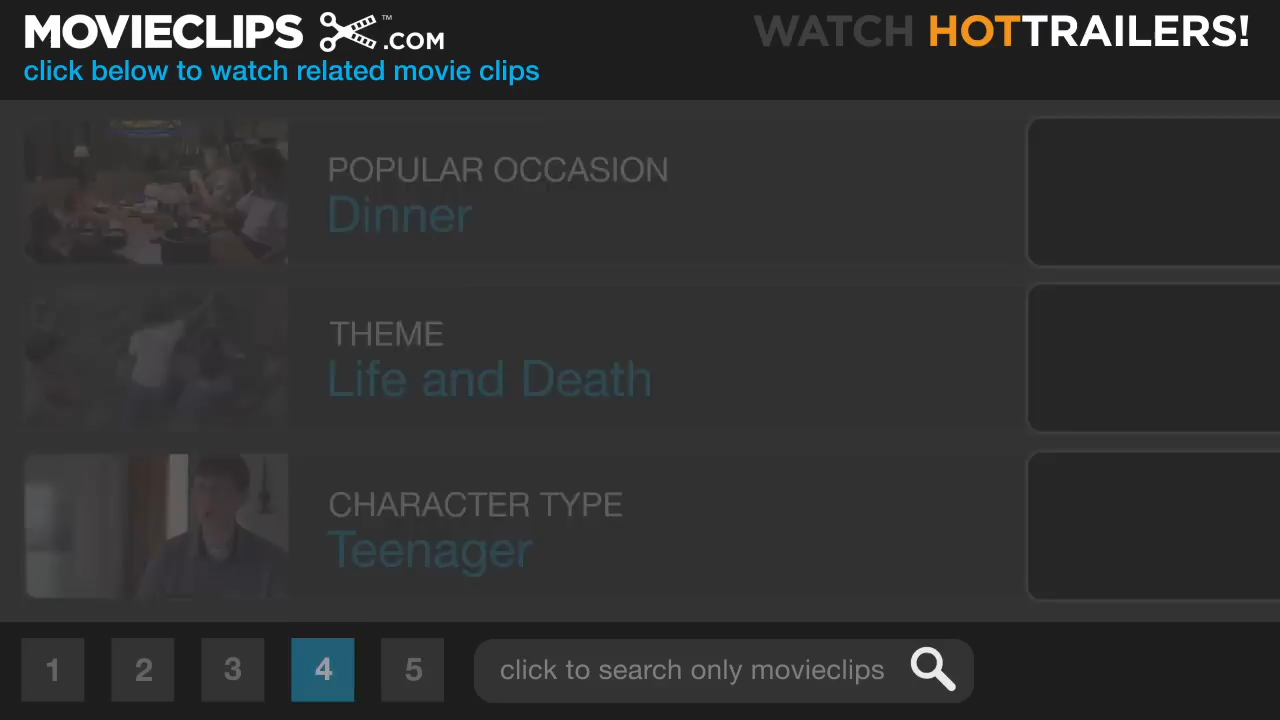 MOVIECLIPS ™ .COM
WATCH HOTTRAILERS!
click below to watch related movie clips
POPULAR OCCASION
Dinner
THEME
Life and Death
CHARACTER TYPE
Teenager
1 2 3 4 5
click to search only movieclips